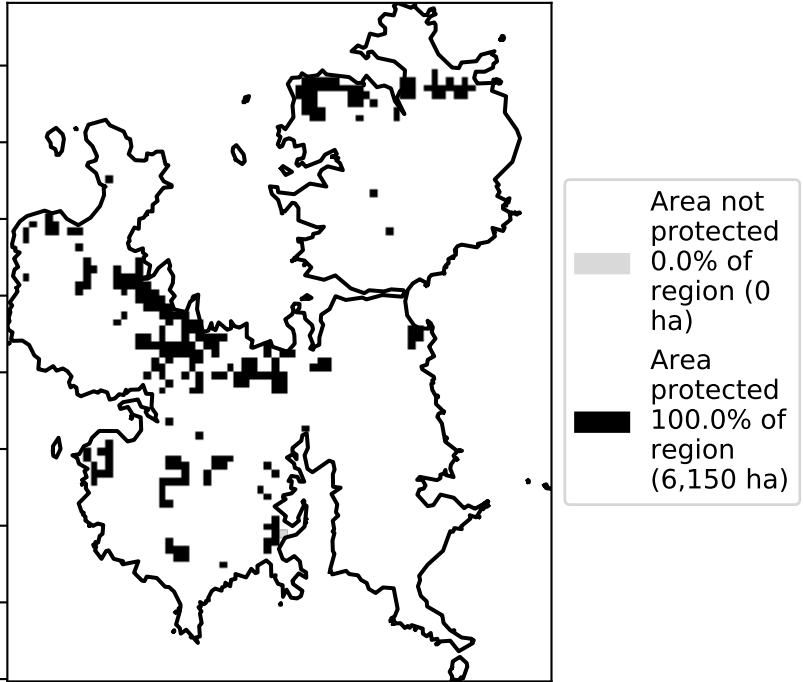 Area not
protected
0.0% of
region (0
ha)
Area
protected
100.0% of
region
(6,150 ha)